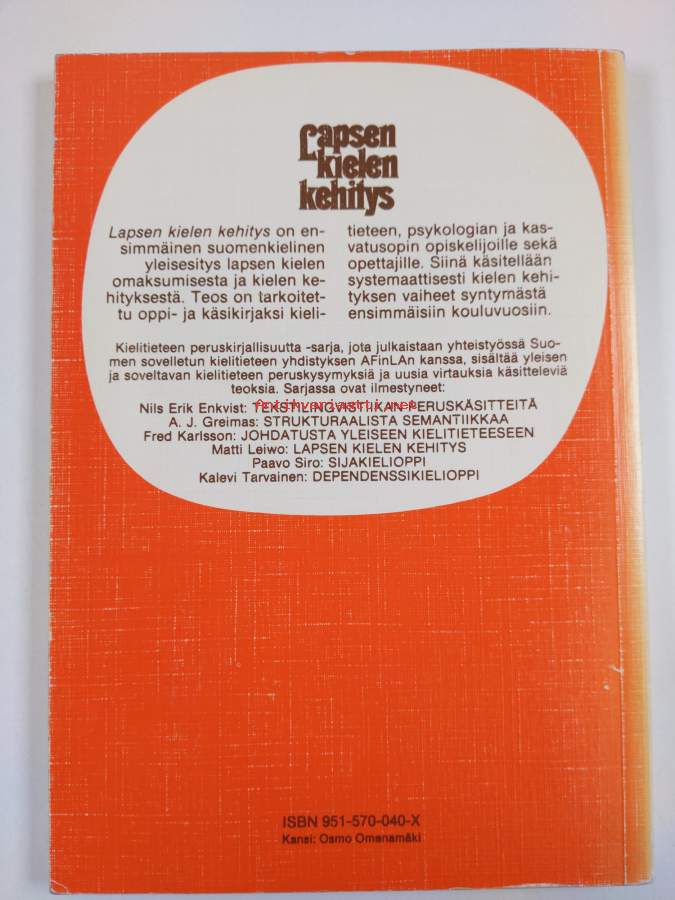 Lapsen
kielen
kehitys
Lapsen kielen kehitys on en-
simmäinen suomenkielinen
yleisesitys lapsen kielen
omaksumisesta ja kielen ke-
hityksestä. Teos on tarkoitet-
tu oppi- ja käsikirjaksi kieli-
tieteen, psykologian ja kas-
vatusopin opiskelijoille sekä
opettajille. Siinä käsitellään
systemaattisesti kielen kehi-
tyksen vaiheet syntymästä
ensimmäisiin kouluvuosiin.
Kielitieteen peruskirjallisuutta -sarja, jota julkaistaan yhteistyössä Suo-
men sovelletun kielitieteen yhdistyksen AFinLAn kanssa, sisältää yleisen
ja soveltavan kielitieteen peruskysymyksiä ja uusia virtauksia käsitteleviä
teoksia. Sarjassa ovat ilmestyneet:
Nils Erik Enkvist: TEKSTILINGVISTIIKAN PERUSKÄSITTEITÄ
A. J. Greimas: STRUKTURAALISTA SEMANTIIKKAA
Fred Karlsson: JOHDATUSTA YLEISEEN KIELITIETEESEEN
Matti Leiwo: LAPSEN KIELEN KEHITYS
Paavo Siro: SIJAKIELIOPPI
Kalevi Tarvainen: DEPENDENSSIKIELIOPPI
ISBN 951-570-040-X
Kansi: Osmo Omenamäki